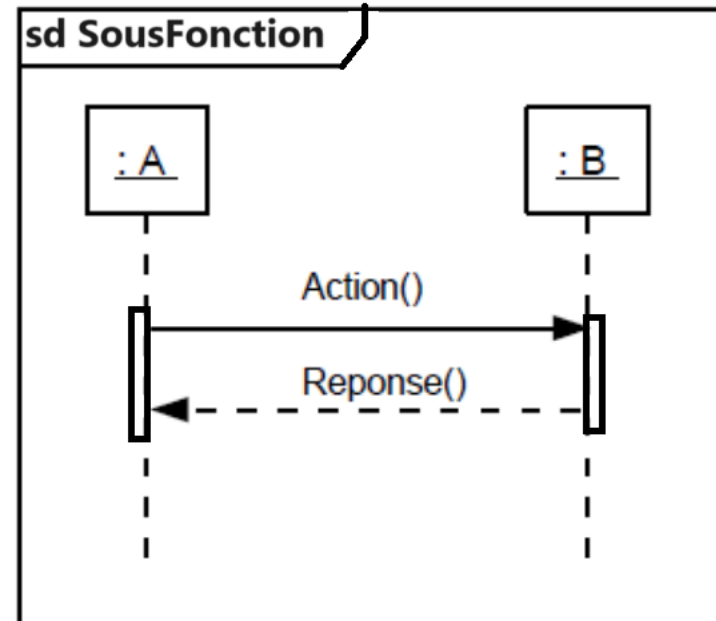 sd SousFonction
: A
: B
Action()
Reponse()